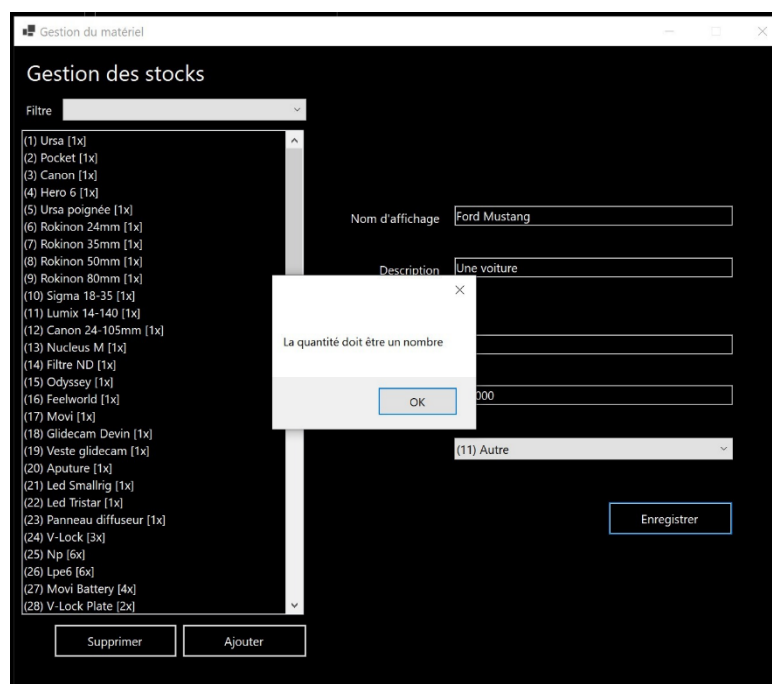 Gestion du matériel
Gestion des stocks
Filtre
(1) Ursa [1x]
(2) Pocket [1x]
(3) Canon [1x]
(4) Hero 6 [1x]
(5) Ursa poignée [1x]
(6) Rokinon 24mm [1x]
(7) Rokinon 35mm [1x]
(8) Rokinon 50mm [1x]
(9) Rokinon 80mm [1x]
(10) Sigma 18-35 [1x]
(11) Lumix 14-140 [1x]
(12) Canon 24-105mm [1x]
(13) Nucleus M [1x]
(14) Filtre ND [1x]
(15) Odyssey [1x]
(16) Feelworld [1x]
(17) Movi [1x]
(18) Glidecam Devin [1x]
(19) Veste glidecam [1x]
(20) Aputure [1x]
(21) Led Smallrig [1x]
(22) Led Tristar [1x]
(23) Panneau diffuseur [1x]
(24) V-Lock [3x]
(25) Np [6x]
(26) Lpe6 [6x]
(27) Movi Battery [4x]
(28) V-Lock Plate [2x]
Supprimer
Ajouter
Nom d'affichage
Ford Mustang
Description
Une voiture
La quantité doit être un nombre
OK
000
(11) Autre
Enregistrer